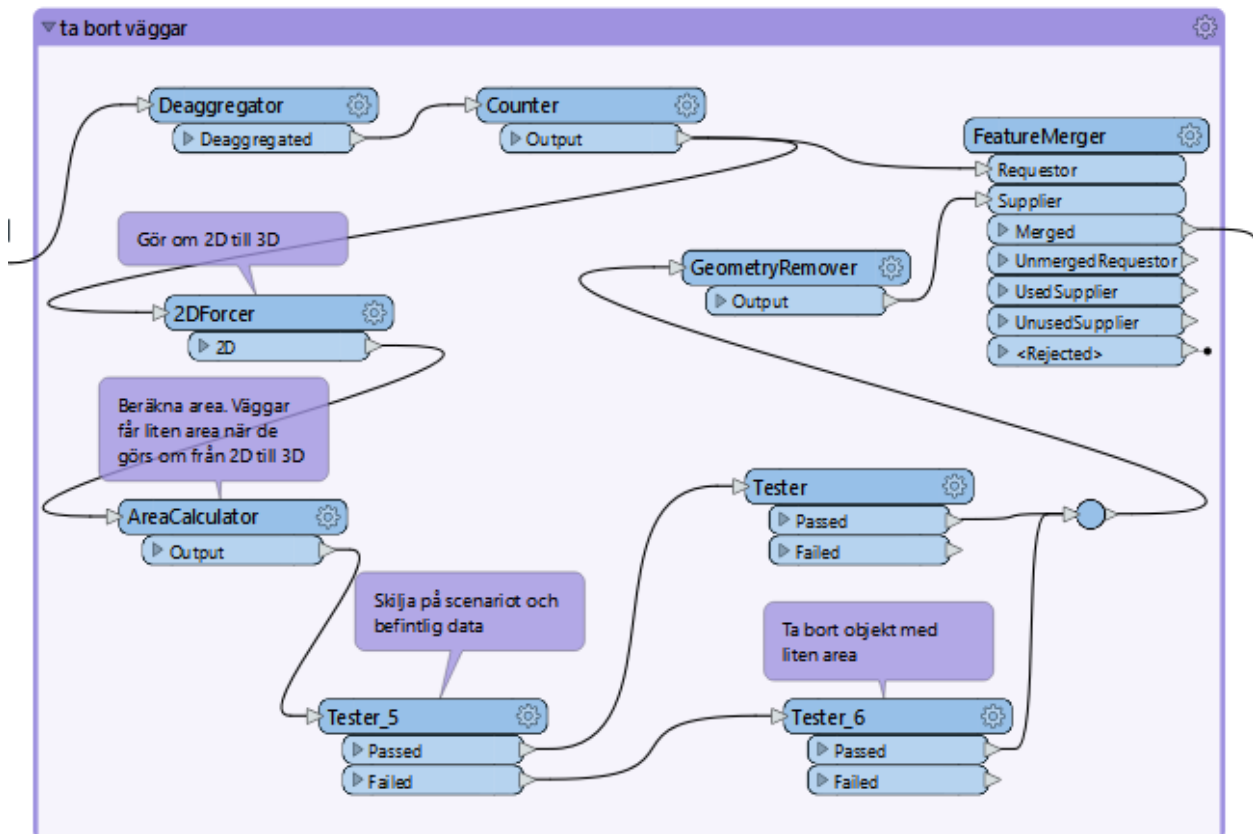 ta bort väggar
Deaggregator
Deaggregated
Counter
Output
FeatureMerger
Requestor
Supplier
Merged
UnmergedRequestor
UsedSupplier
UnusedSupplier
<Rejected>
Gör om 2D till 3D
2DForcer
2D
GeometryRemover
Output
Beräkna area. Väggar
får liten area när de
görs om från 2D till 3D
AreaCalculator
Output
Tester
Passed
Failed
Skilja på scenariot och
befintlig data
Tester_5
Passed
Failed
Ta bort objekt med
liten area
Tester_6
Passed
Failed